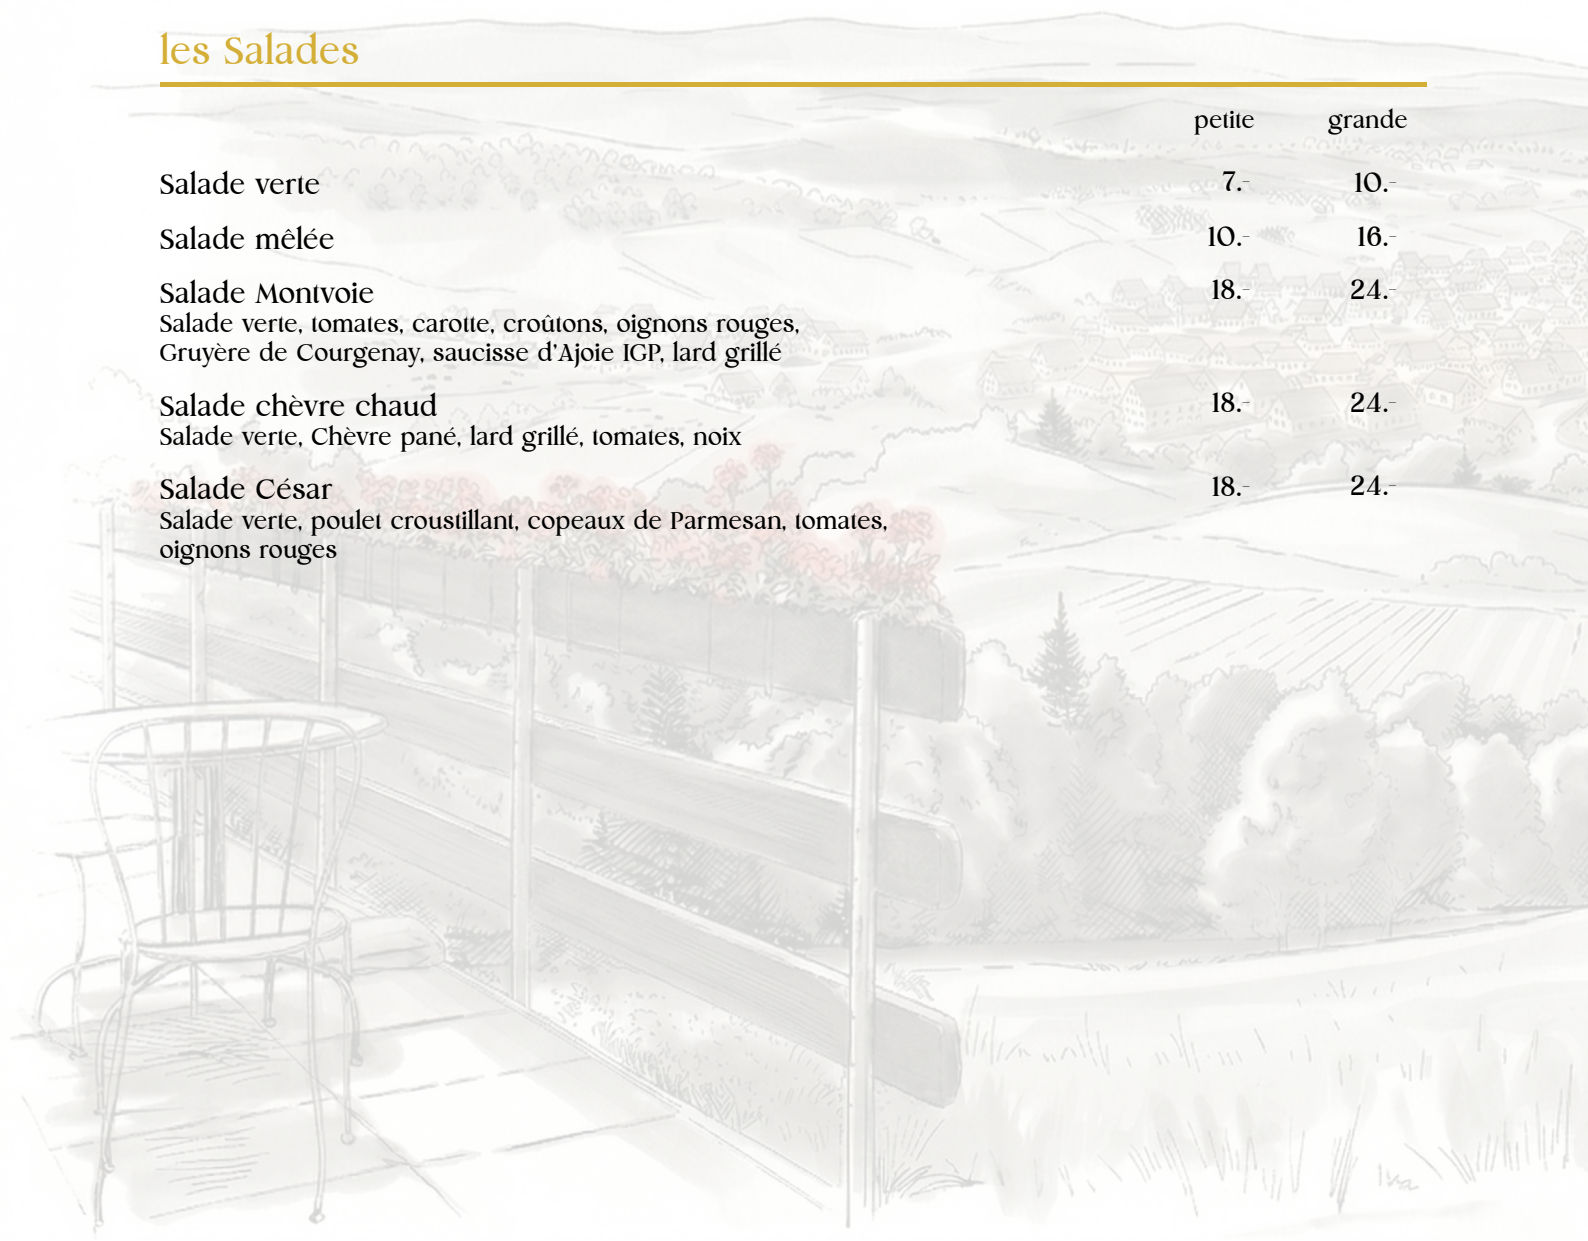 les Salades
petite grande
Salade verte 7.- 10.-
Salade mêlée 10.- 16.-
Salade Montvoie 18.- 24.-
Salade verte, tomates, carotte, croûtons, oignons rouges,
Gruyère de Courgenay, saucisse d'Ajoie IGP, lard grillé
Salade chèvre chaud 18.- 24.-
Salade verte, Chèvre pané, lard grillé, tomates, noix
Salade César 18.- 24.-
Salade verte, poulet croustillant, copeaux de Parmesan, tomates,
oignons rouges